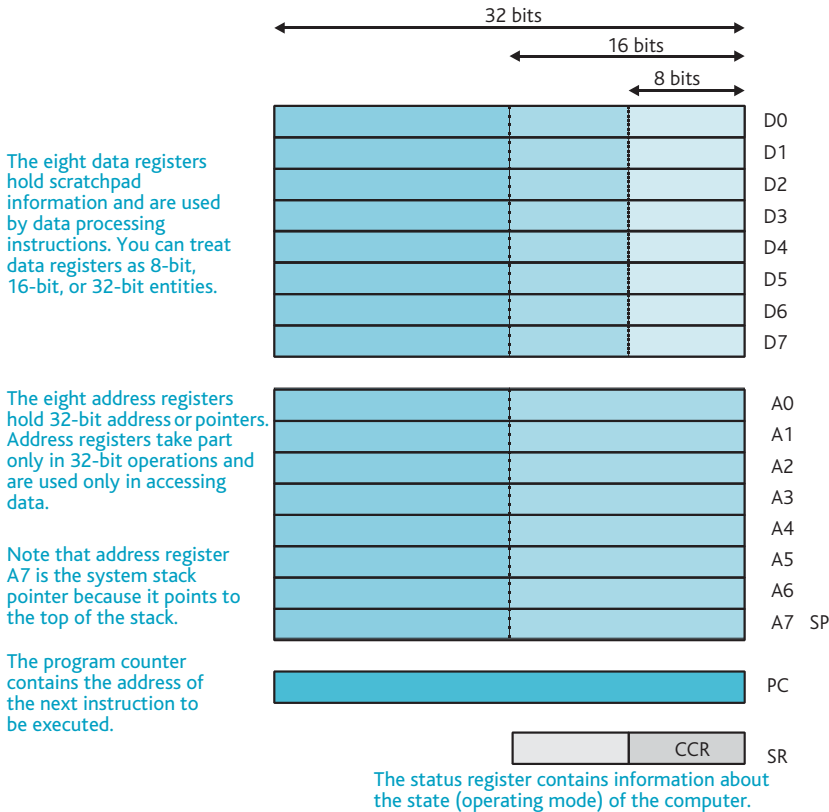 32 bits
16 bits
8 bits
The eight data registers
hold scratchpad
information and are used
by data processing
instructions. You can treat
data registers as 8-bit,
16-bit, or 32-bit entities.
D0
D1
D2
D3
D4
D5
D6
D7
The eight address registers
hold 32-bit address or pointers.
Address registers take part
only in 32-bit operations and
are used only in accessing
data.
Note that address register
A7 is the system stack
pointer because it points to
the top of the stack.
A0
A1
A2
A3
A4
A5
A6
A7 SP
The program counter
contains the address of
the next instruction to
be executed.
PC
CCR
SR
The status register contains information about
the state (operating mode) of the computer.